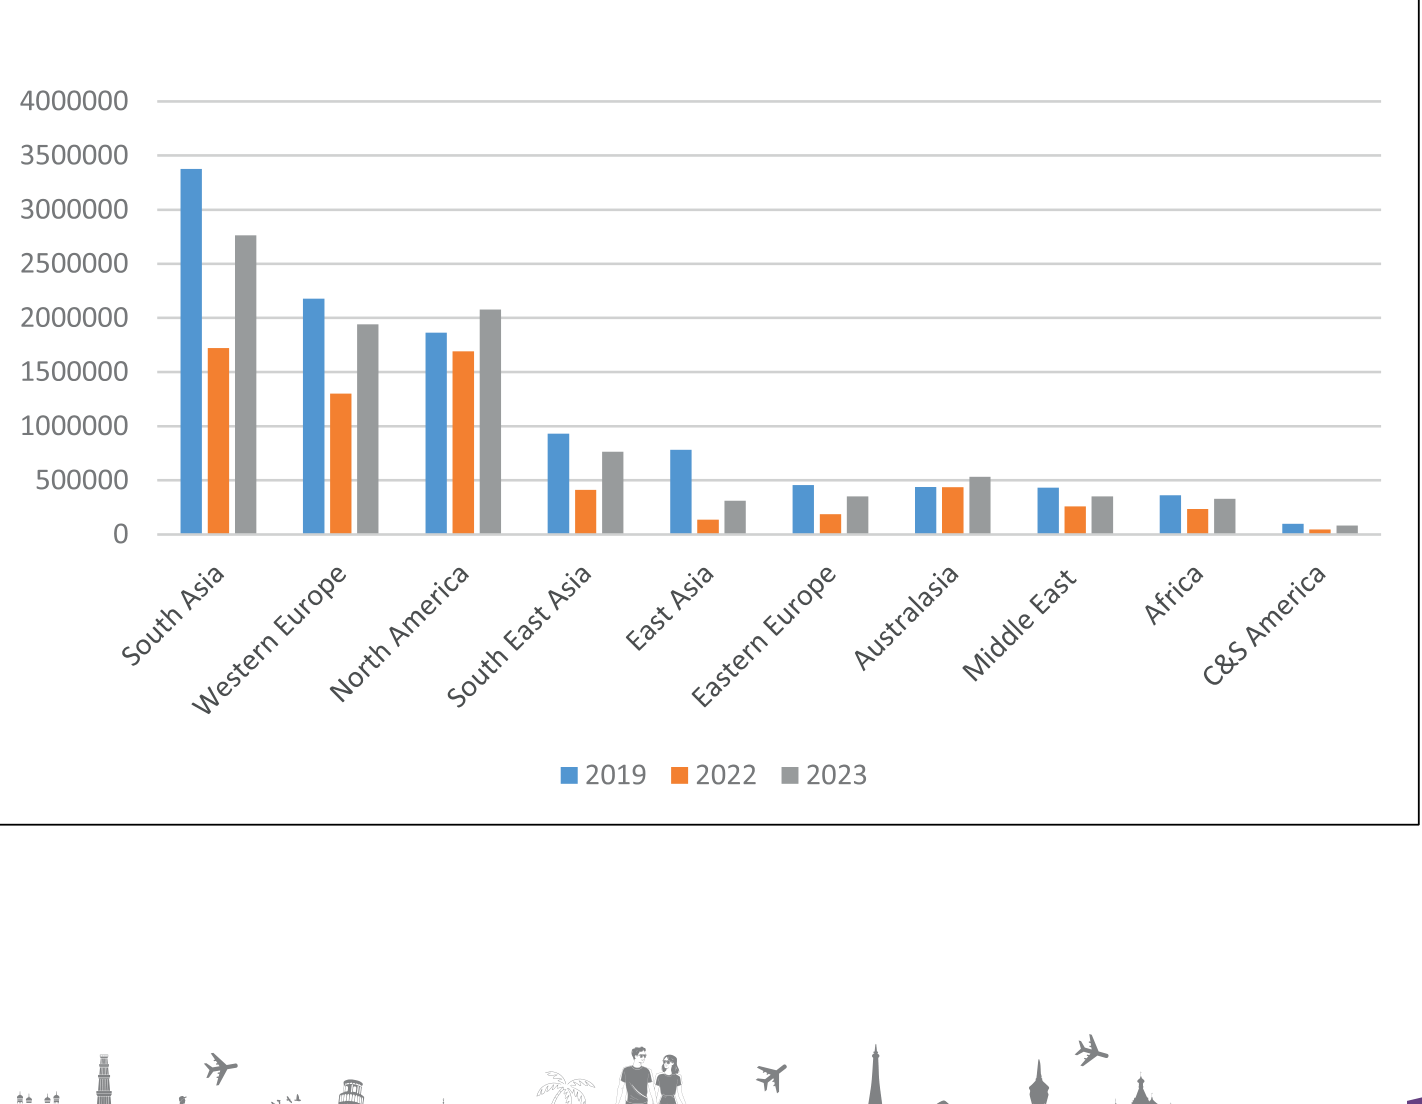 4000000
3500000
3000000
2500000
2000000
1500000
1000000
500000
0
South Asia
Western Europe
North America
South East Asia
East Asia
Eastern Europe
Australasia
Middle East
Africa
C&S America
2019 2022 2023